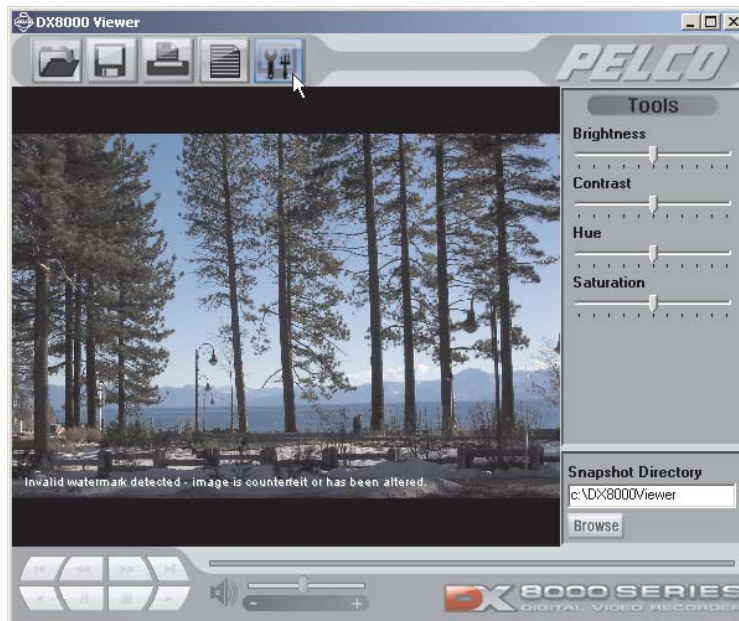 DX8000 Viewer
PELCO
Tools
Brightness
Contrast
Hue
Saturation
Invalid watermark detected - image is counterfeit or has been altered.
Snapshot Directory
c:\DX8000Viewer
Browse
DX 8000 SERIES
DIGITAL VIDEO RECORDER